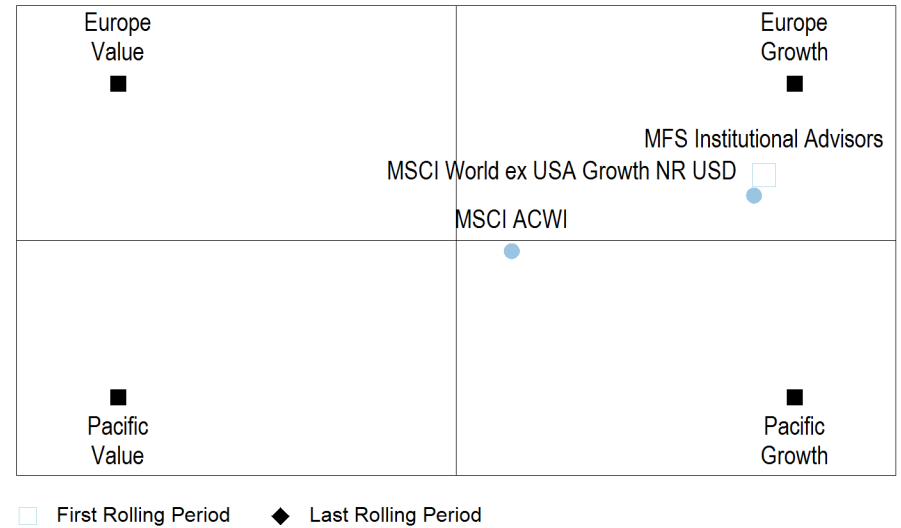 Europe
Value
Europe
Growth
MFS Institutional Advisors
MSCI World ex USA Growth NR USD
MSCI ACWI
Pacific
Value
Pacific
Growth
First Rolling Period
Last Rolling Period